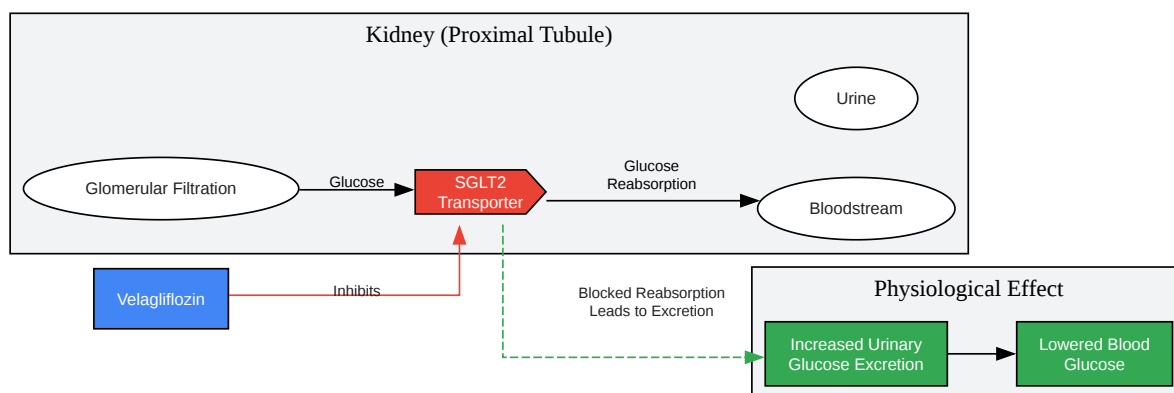 Kidney (Proximal Tubule)
Urine
Glomerular Filtration
Glucose
SGLT2
Transporter
Glucose
Reabsorption
Bloodstream
Velagliflozin
Inhibits
Blocked Reabsorption
Leads to Excretion
Physiological Effect
Increased Urinary
Glucose Excretion
Lowered Blood
Glucose